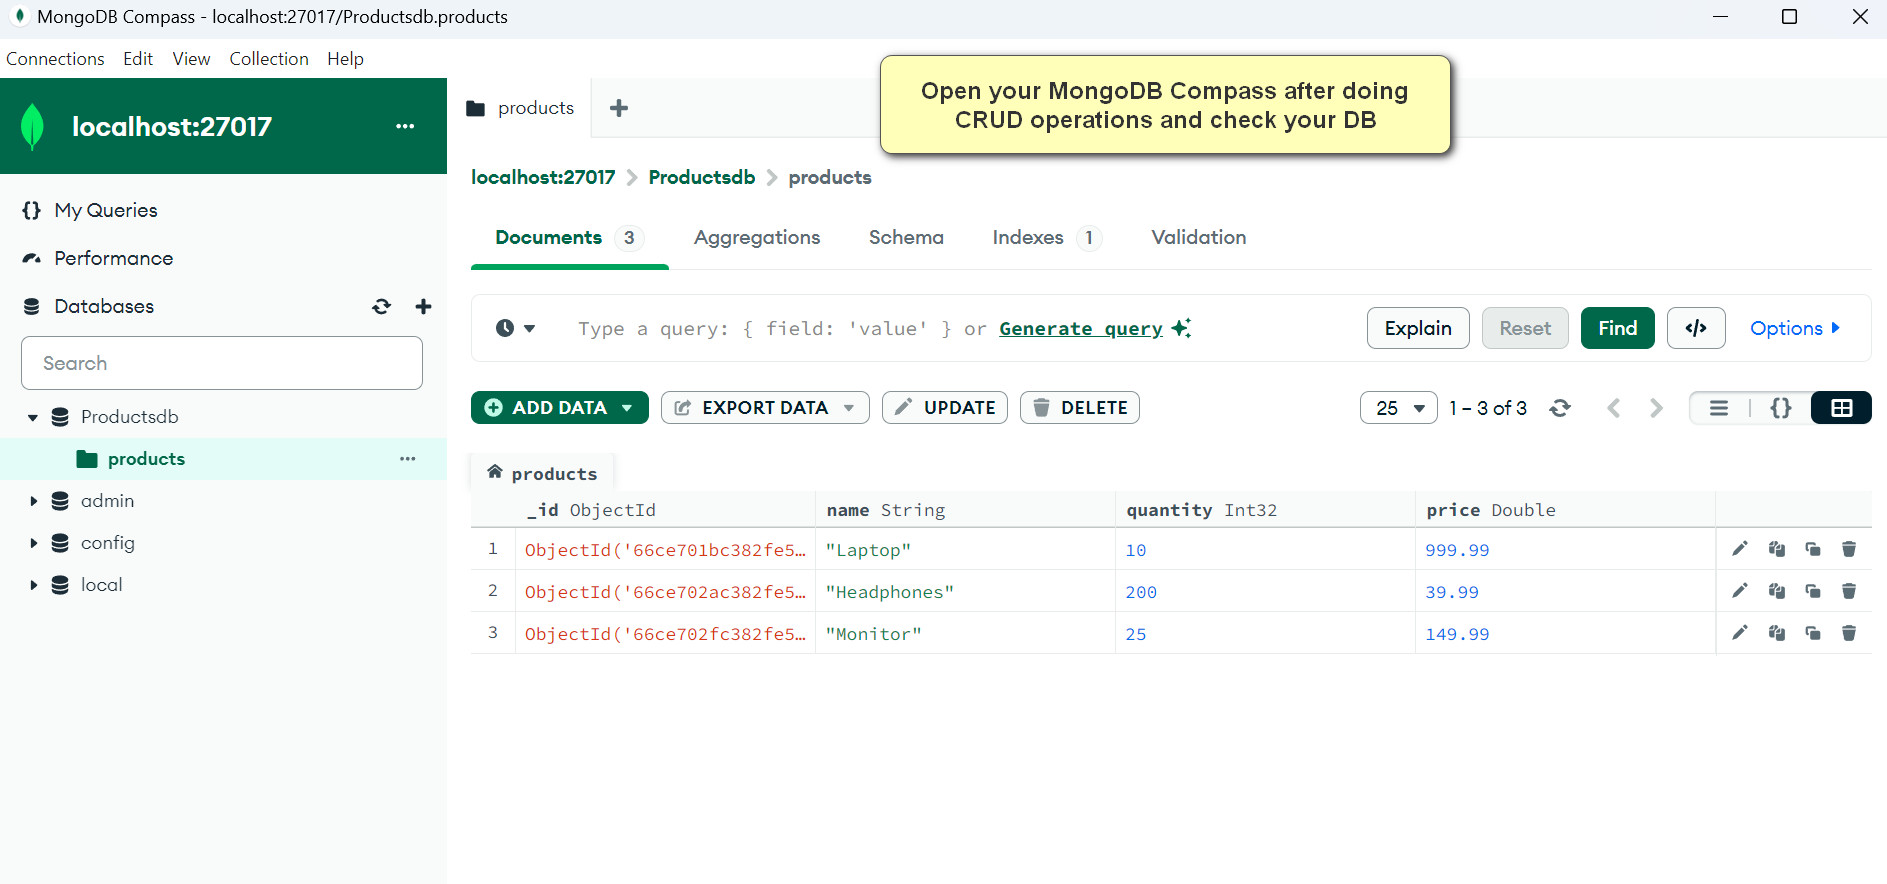 MongoDB Compass - localhost:27017/Productsdb.products
Connections Edit View Collection Help
Open your MongoDB Compass after doing
CRUD operations and check your DB
localhost:27017 ...
My Queries
Performance
Databases
Search
Productsdb
products ...
admin
config
local
products
localhost:27017 > Productsdb > products
Documents 3 Aggregations Schema Indexes 1 Validation
Type a query: { field: 'value' } or Generate query
Explain Reset Find </> Options
ADD DATA EXPORT DATA UPDATE DELETE 25 1 – 3 of 3 {}
products
_id ObjectId name String quantity Int32 price Double
1 ObjectId('66ce701bc382fe5… "Laptop" 10 999.99
2 ObjectId('66ce702ac382fe5… "Headphones" 200 39.99
3 ObjectId('66ce702fc382fe5… "Monitor" 25 149.99